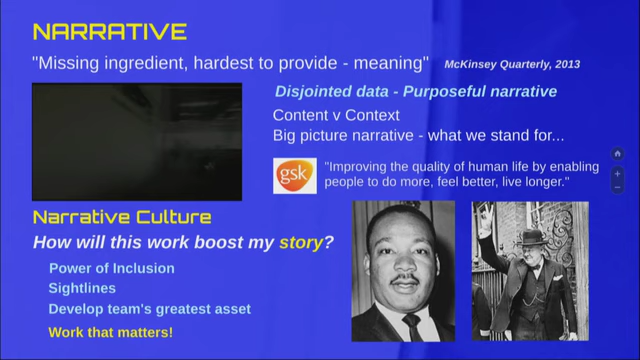 NARRATIVE
"Missing ingredient, hardest to provide - meaning" McKinsey Quarterly, 2013
Disjointed data - Purposeful narrative
Content v Context
Big picture narrative - what we stand for...
gsk
"Improving the quality of human life by enabling
people to do more, feel better, live longer."
Narrative Culture
How will this work boost my story?
Power of Inclusion
Sightlines
Develop team's greatest asset
Work that matters!